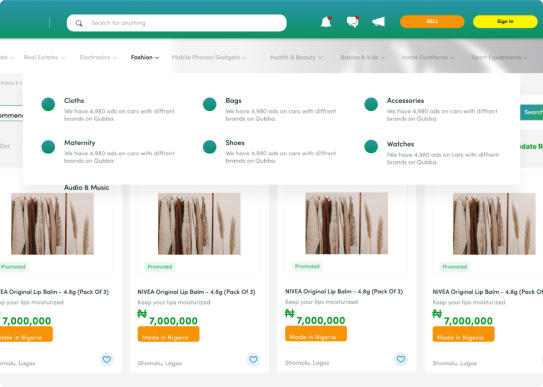 Search for anything
SELL
Sign In
Real Estates
Electronics
Fashion
Mobile Phones/Gadgets
Health & Beauty
Babies & Kids
Home Furnitures
Sport Equipments
Babies &
Search
Cloths
We have 4,980 ads on cars with diffrent
brands on Qubba.
Bags
We have 4,980 ads on cars with diffrent
brands on Qubba.
Accessories
We have 4,980 ads on cars with diffrent
brands on Qubba.
Maternity
We have 4,980 ads on cars with diffrent
brands on Qubba.
Shoes
We have 4,980 ads on cars with diffrent
brands on Qubba.
Watches
IWe have 4,980 ads on cars with diffrent
brands on Qubba.
Audio & Music
Promoted
Promoted
Promoted
Promoted
VEA Original Lip Balm - 4.8g (Pack Of 3)
ep your lips moisturized
7,000,000
Made in Nigeria
omolu, Lagos
NIVEA Original Lip Balm - 4.8g (Pack Of 3)
Keep your lips moisturized
₦ 7,000,000
Made in Nigeria
Shomolu, Lagos
NIVEA Original Lip Balm - 4.8g (Pack Of 3)
Keep your lips moisturized
₦ 7,000,000
Made in Nigeria
Shomolu, Lagos
NIVEA Original Lip Balm - 4.8g (Pack Of
Keep your lips moisturized
₦ 7,000,000
Made in Nigeria
Shomolu, Lagos